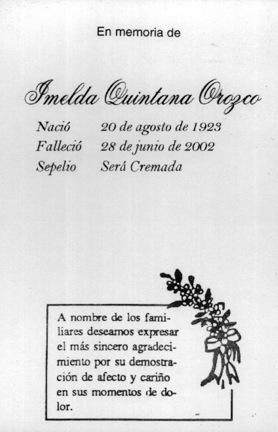 En memoria de
Imelda Quintana Orozco
Nació 20 de agosto de 1923
Falleció 28 de junio de 2002
Sepelio Será Cremada
A nombre de los fami-
liares deseamos expresar
el más sincero agradeci-
miento por su demostra-
ción de afecto y cariño
en sus momentos de do-
lor.